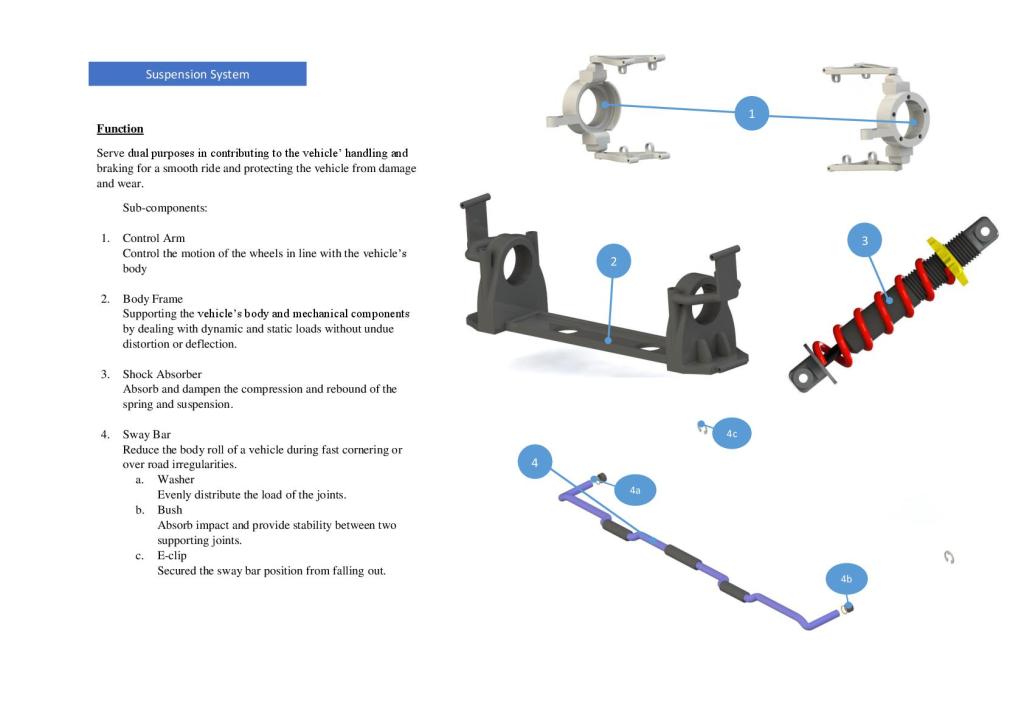 Suspension System
Function
Serve dual purposes in contributing to the vehicle' handling and
braking for a smooth ride and protecting the vehicle from damage
and wear.
Sub-components:
1. Control Arm
Control the motion of the wheels in line with the vehicle's
body
2. Body Frame
Supporting the vehicle's body and mechanical components
by dealing with dynamic and static loads without undue
distortion or deflection.
3. Shock Absorber
Absorb and dampen the compression and rebound of the
spring and suspension.
4. Sway Bar
Reduce the body roll of a vehicle during fast cornering or
over road irregularities.
a. Washer
Evenly distribute the load of the joints.
b. Bush
Absorb impact and provide stability between two
supporting joints.
c. E-clip
Secured the sway bar position from falling out.
1
2
3
4c
4
4a
4b